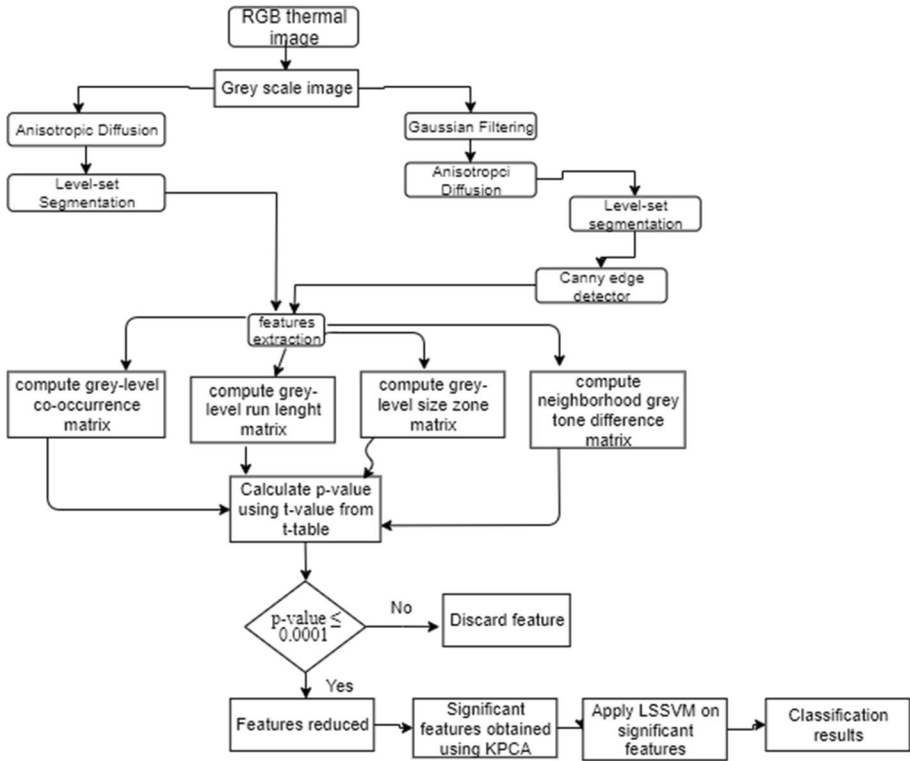 RGB thermal
image
Grey scale image
Anisotropic Diffusion
Gaussian Filtering
Level-set
Segmentation
Anisotropci
Diffusion
Level-set
segmentation
Canny edge
detector
features
extraction
compute grey-level
co-occurrence
matrix
compute grey-
level run lenght
matrix
compute grey-
level size zone
matrix
compute
neighborhood grey
tone difference
matrix
Calculate p-value
using t-value from
t-table
p-value ≤
0.0001
No
Discard feature
Yes
Features reduced
Significant
features obtained
using KPCA
Apply LSSVM on
significant
features
Classification
results